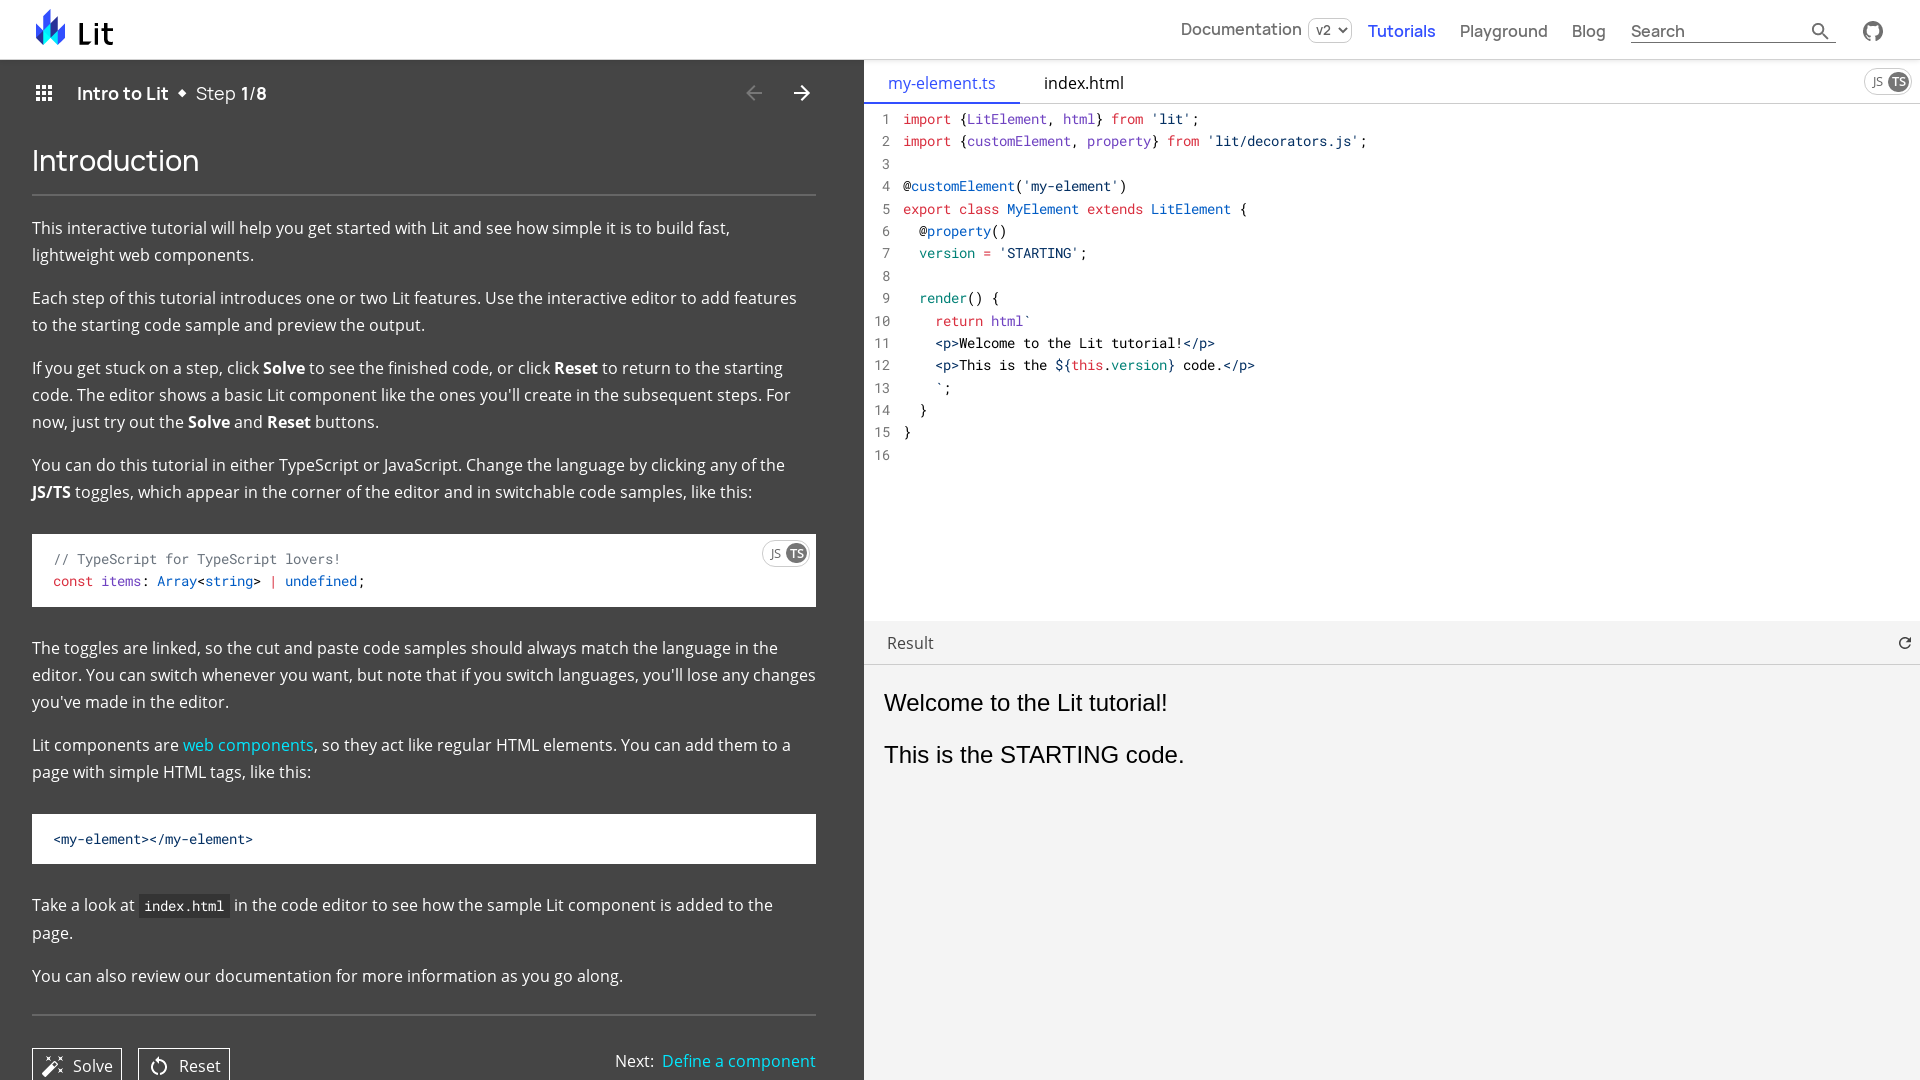 Lit
Documentation v2 Tutorials Playground Blog Search
Intro to Lit ◆ Step 1/8
Introduction
This interactive tutorial will help you get started with Lit and see how simple it is to build fast,
lightweight web components.
Each step of this tutorial introduces one or two Lit features. Use the interactive editor to add features
to the starting code sample and preview the output.
If you get stuck on a step, click Solve to see the finished code, or click Reset to return to the starting
code. The editor shows a basic Lit component like the ones you'll create in the subsequent steps. For
now, just try out the Solve and Reset buttons.
You can do this tutorial in either TypeScript or JavaScript. Change the language by clicking any of the
JS/TS toggles, which appear in the corner of the editor and in switchable code samples, like this:
JS TS
// TypeScript for TypeScript lovers!
const items: Array<string> | undefined;
The toggles are linked, so the cut and paste code samples should always match the language in the
editor. You can switch whenever you want, but note that if you switch languages, you'll lose any changes
you've made in the editor.
Lit components are web components, so they act like regular HTML elements. You can add them to a
page with simple HTML tags, like this:
<my-element></my-element>
Take a look at index.html in the code editor to see how the sample Lit component is added to the
page.
You can also review our documentation for more information as you go along.
Solve Reset Next: Define a component
my-element.ts index.html JS TS
1 import {LitElement, html} from 'lit';
2 import {customElement, property} from 'lit/decorators.js';
3
4 @customElement('my-element')
5 export class MyElement extends LitElement {
6   @property()
7   version = 'STARTING';
8
9   render() {
10     return html`
11     <p>Welcome to the Lit tutorial!</p>
12     <p>This is the ${this.version} code.</p>
13     `;
14   }
15 }
16
Result
Welcome to the Lit tutorial!
This is the STARTING code.